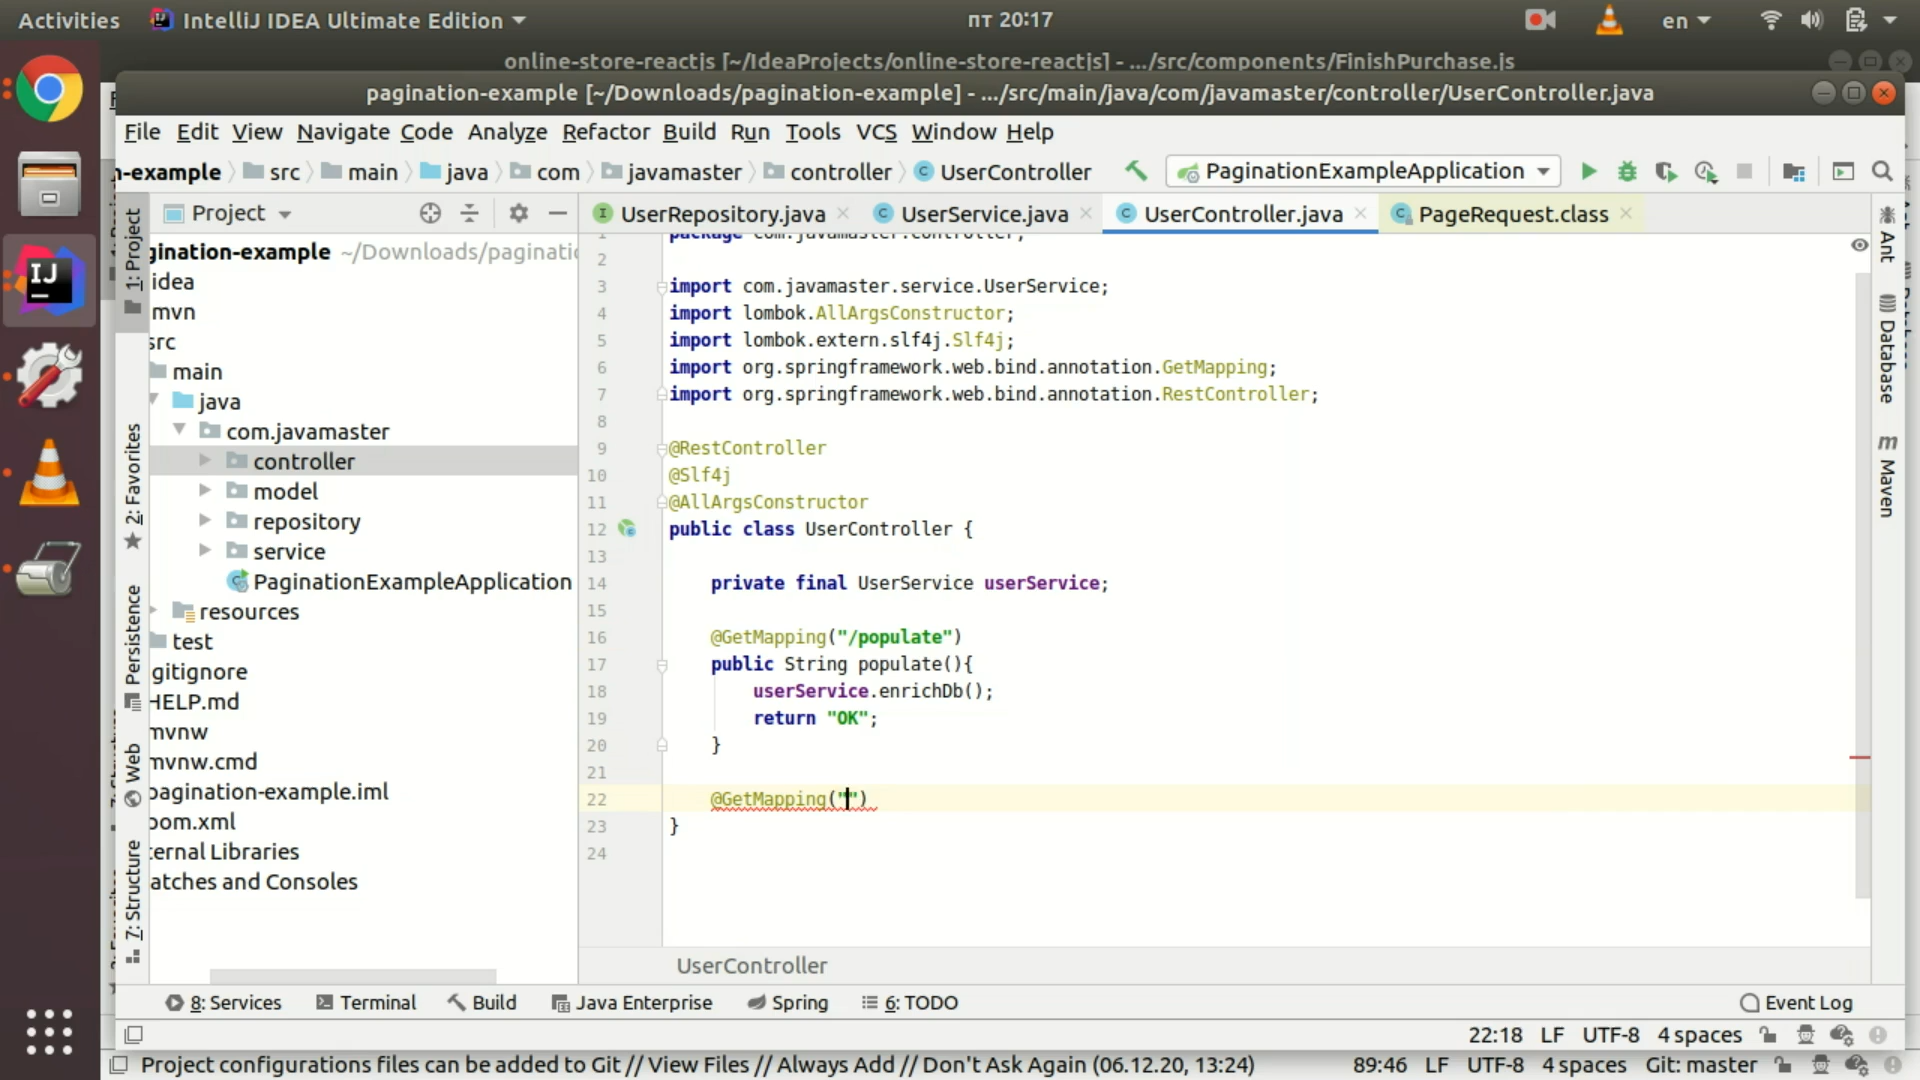 Activities IntelliJ IDEA Ultimate Edition пт 20:17 en
online-store-reactjs [~/IdeaProjects/online-store-reactjs] - .../src/components/FinishPurchase.js
pagination-example [~/Downloads/pagination-example] - .../src/main/java/com/javamaster/controller/UserController.java
File Edit View Navigate Code Analyze Refactor Build Run Tools VCS Window Help
n-example src main java com javamaster controller UserController PaginationExampleApplication
Project UserRepository.java UserService.java UserController.java PageRequest.class
1: Project
2: Favorites
Persistence
Web
7: Structure
agination-example ~/Downloads/paginatio
idea
mvn
src
main
java
com.javamaster
controller
model
repository
service
PaginationExampleApplication
resources
test
gitignore
HELP.md
mvnw
mvnw.cmd
pagination-example.iml
pom.xml
ternal Libraries
atches and Consoles
1 package com.javamaster.controller;
2
3 import com.javamaster.service.UserService;
4 import lombok.AllArgsConstructor;
5 import lombok.extern.slf4j.Slf4j;
6 import org.springframework.web.bind.annotation.GetMapping;
7 import org.springframework.web.bind.annotation.RestController;
8
9 @RestController
10 @Slf4j
11 @AllArgsConstructor
12 public class UserController {
13
14 private final UserService userService;
15
16 @GetMapping("/populate")
17 public String populate(){
18 userService.enrichDb();
19 return "OK";
20 }
21
22 @GetMapping("")
23 }
24
UserController
Ant
Database
m Maven
8: Services Terminal Build Java Enterprise Spring 6: TODO Event Log
22:18 LF UTF-8 4 spaces
Project configurations files can be added to Git // View Files // Always Add // Don't Ask Again (06.12.20, 13:24) 89:46 LF UTF-8 4 spaces Git: master